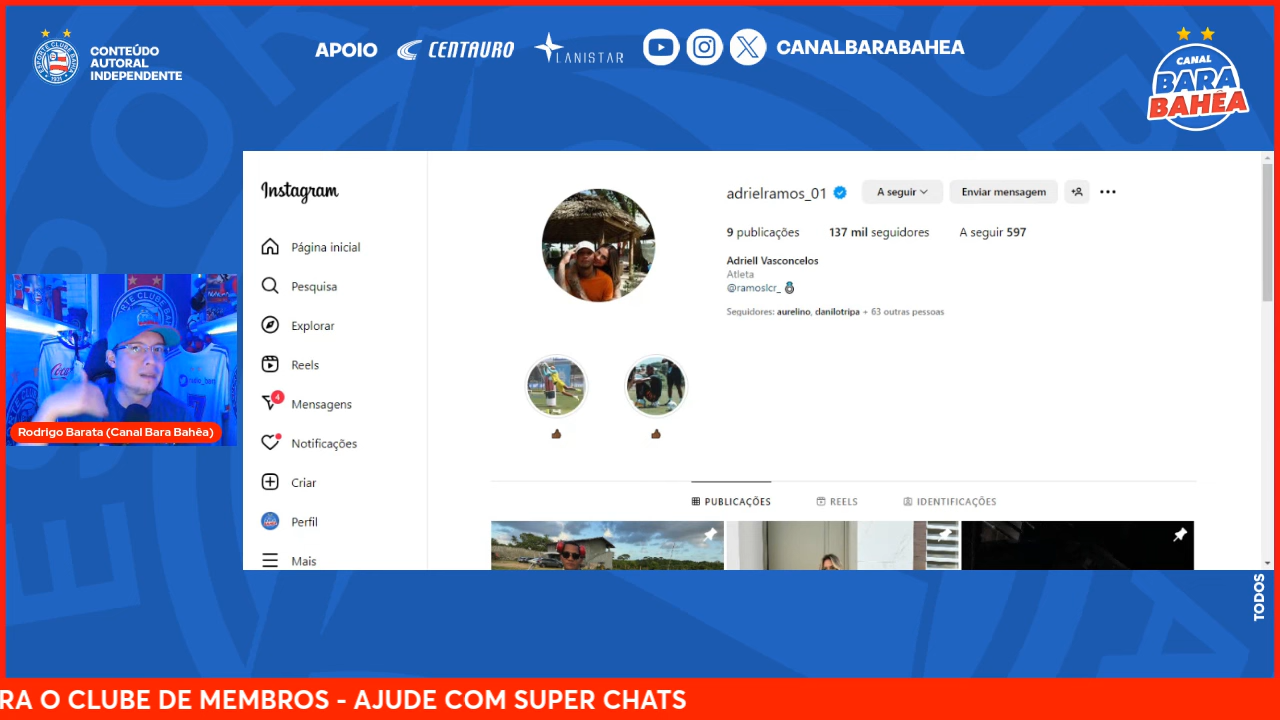 CONTEÚDO
AUTORAL
INDEPENDENTE
APOIO
CENTAURO
LANISTAR
CANALBARABAHEA
CANAL
BARA
BAHÊA
Instagram
Página inicial
Pesquisa
Explorar
Reels
4
Mensagens
Notificações
Criar
Perfil
Mais
adrielramos_01
A seguir
Enviar mensagem
9 publicações 137 mil seguidores A seguir 597
Adriell Vasconcelos
Atleta
@ramoslcr_
Seguidores: aurelino, danilotripa + 63 outras pessoas
PUBLICAÇÕES REELS IDENTIFICAÇÕES
Rodrigo Barata (Canal Bara Bahêa)
TODOS
RA O CLUBE DE MEMBROS - AJUDE COM SUPER CHATS